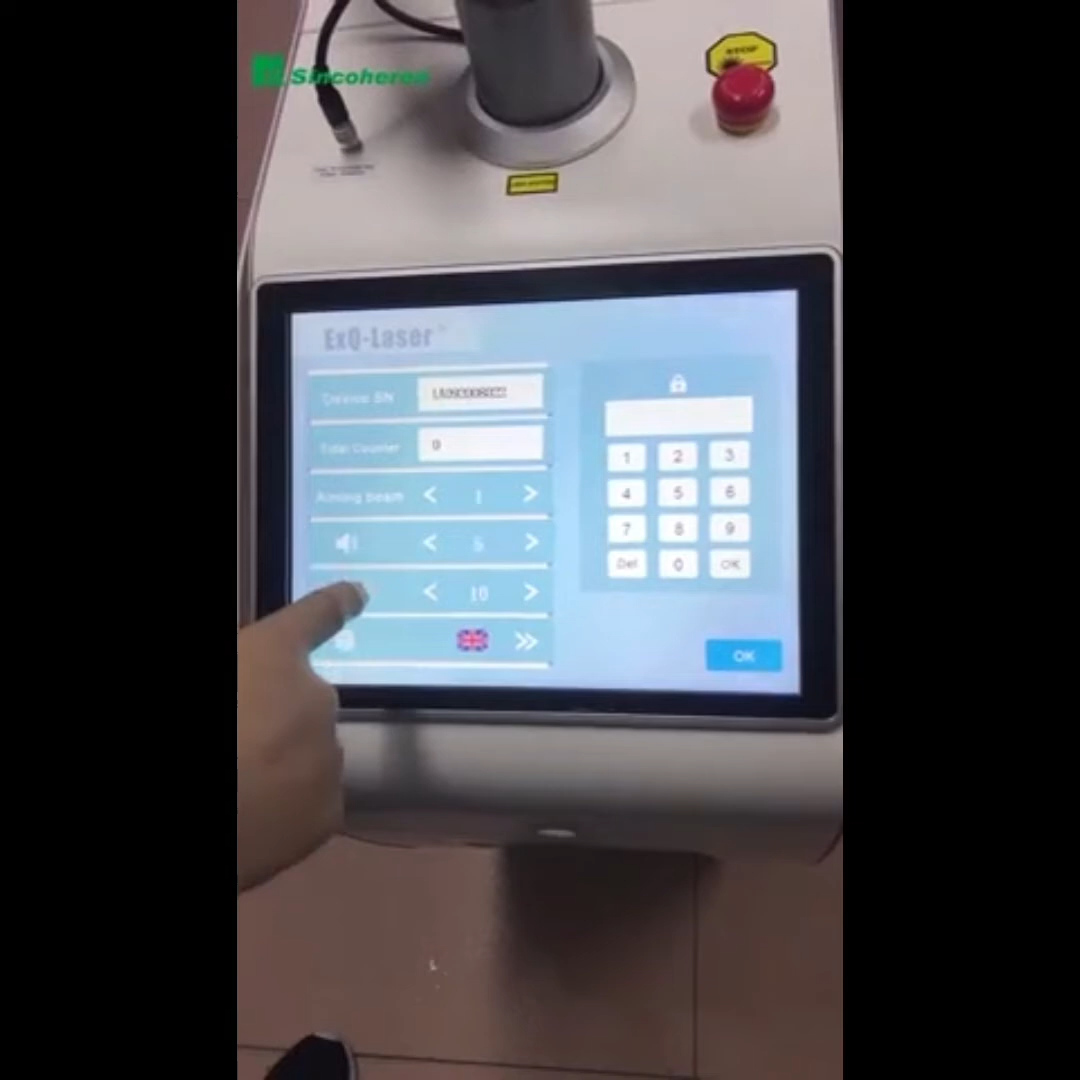 Sincoheren
STOP
ExQ-Laser™
Device SN
Total Counter
0
Aiming beam
< 1 >
< 5 >
< 10 >
>>
1 2 3
4 5 6
7 8 9
Del 0 OK
OK